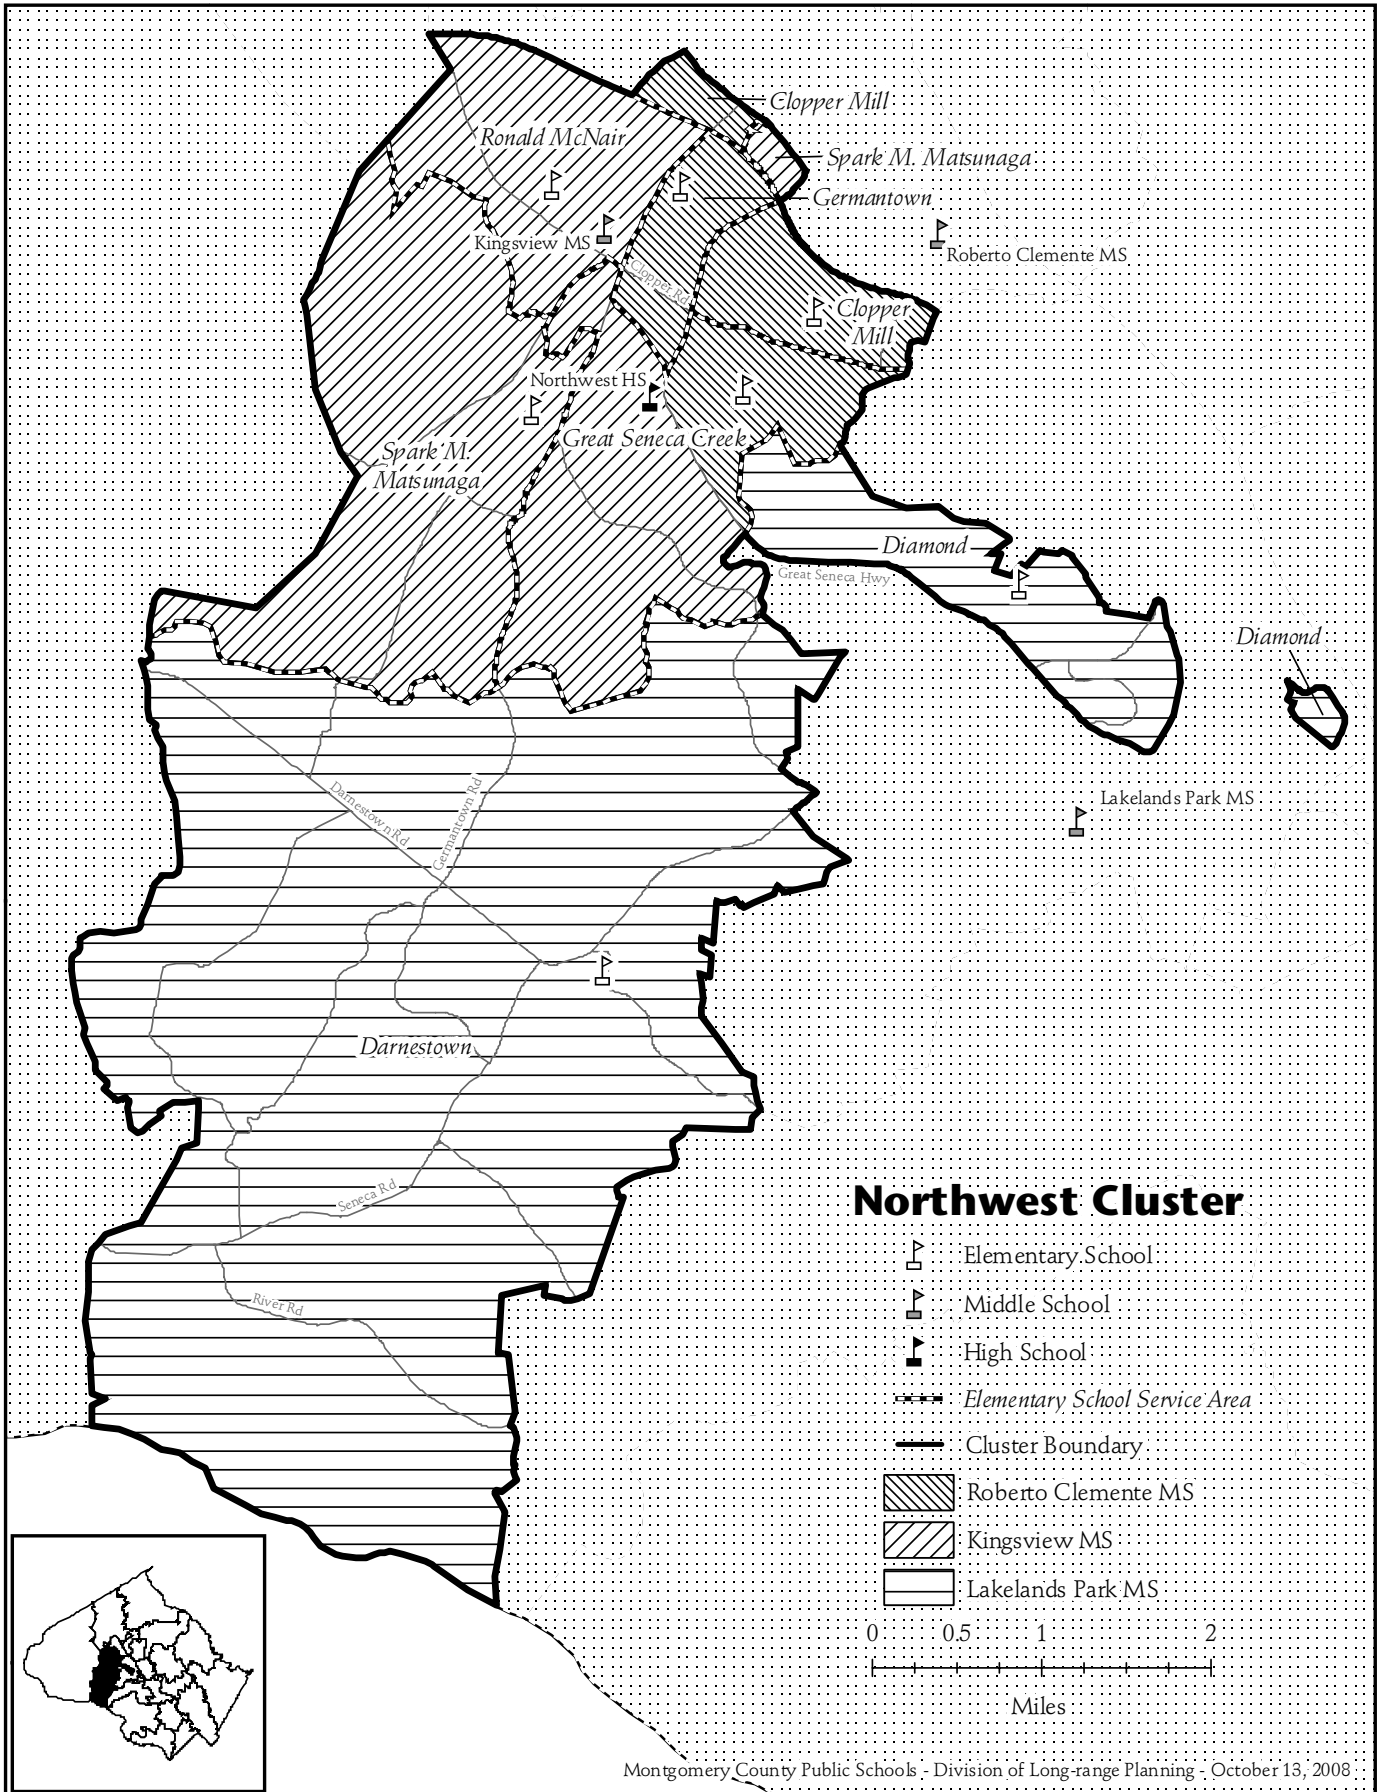 Clopper Mill
Ronald McNair
Spark M. Matsunaga
Germantown
Kingsview MS
Roberto Clemente MS
Clopper Rd
Clopper
Mill
Northwest HS
Great Seneca Creek
Spark M.
Matsunaga
Diamond
Great Seneca Hwy
Diamond
Darnestown Rd
Germantown Rd
Lakelands Park MS
Darnestown
Seneca Rd
River Rd
Northwest Cluster
Elementary School
Middle School
High School
Elementary School Service Area
Cluster Boundary
Roberto Clemente MS
Kingsview MS
Lakelands Park MS
0 0.5 1 2
Miles
Montgomery County Public Schools - Division of Long-range Planning - October 13, 2008